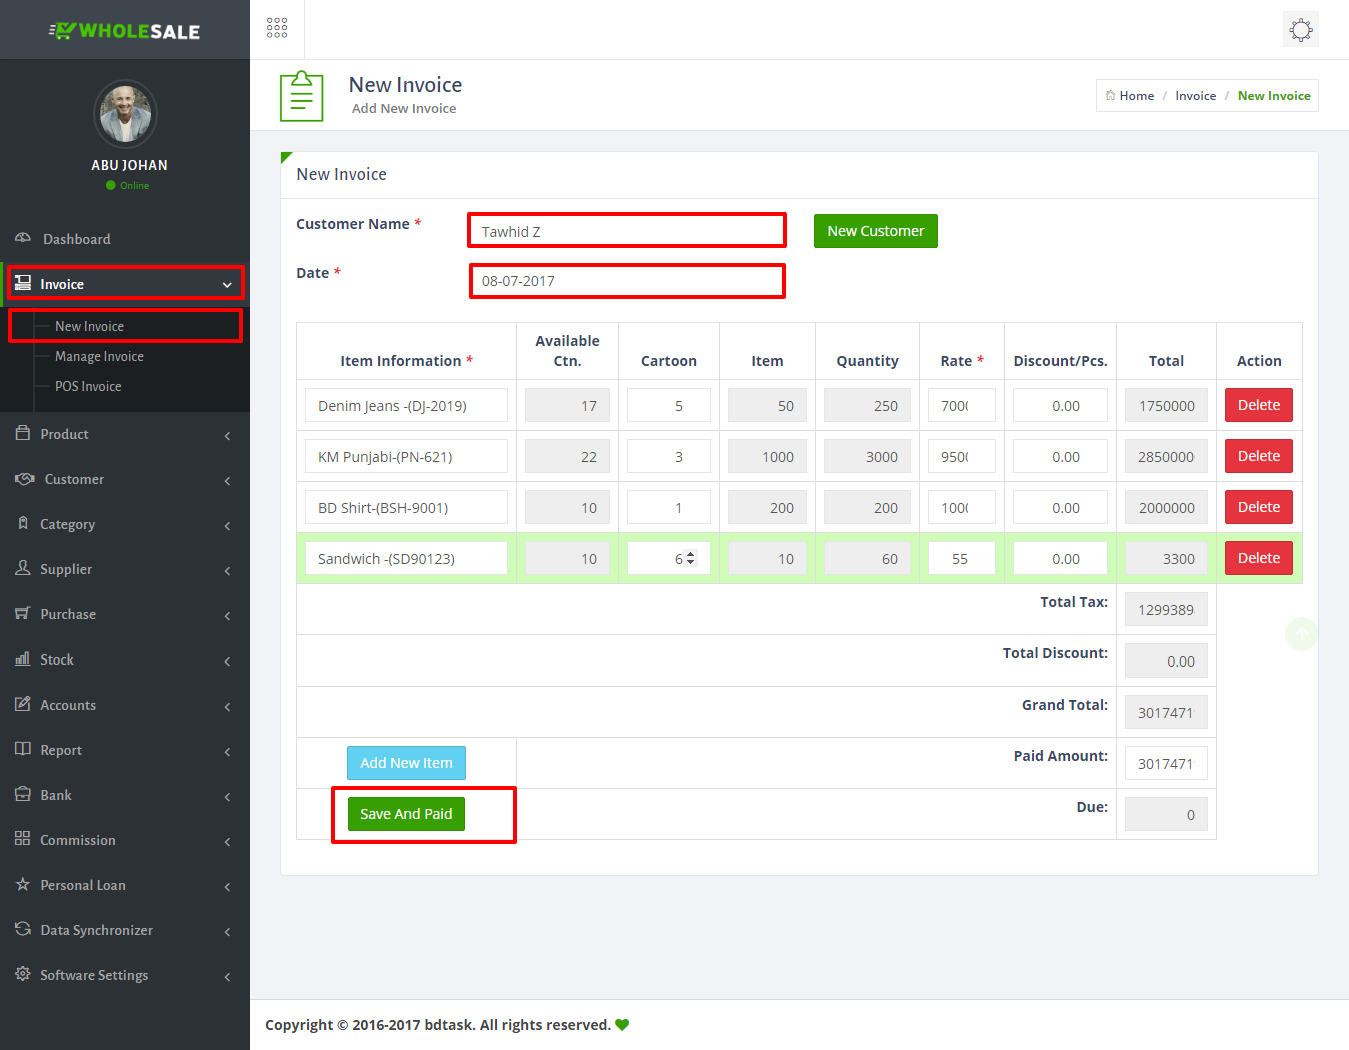 WHOLESALE
ABU JOHAN
Online
Dashboard
Invoice
New Invoice
Manage Invoice
POS Invoice
Product
Customer
Category
Supplier
Purchase
Stock
Accounts
Report
Bank
Commission
Personal Loan
Data Synchronizer
Software Settings
New Invoice
Add New Invoice
Home / Invoice / New Invoice
New Invoice
Customer Name * Tawhid Z New Customer
Date * 08-07-2017
Item Information * Available Ctn. Cartoon Item Quantity Rate * Discount/Pcs. Total Action
Denim Jeans -(DJ-2019) 17 5 50 250 7000 0.00 1750000 Delete
KM Punjabi-(PN-621) 22 3 1000 3000 9500 0.00 2850000 Delete
BD Shirt-(BSH-9001) 10 1 200 200 1000 0.00 2000000 Delete
Sandwich -(SD90123) 10 6 10 60 55 0.00 3300 Delete
Total Tax: 1299389
Total Discount: 0.00
Grand Total: 3017471
Add New Item Paid Amount: 3017471
Save And Paid Due: 0
Copyright © 2016-2017 bdtask. All rights reserved.